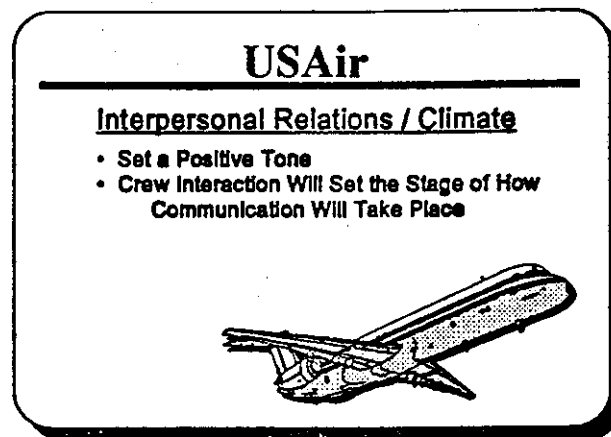 USAir
Interpersonal Relations / Climate
• Set a Positive Tone
• Crew Interaction Will Set the Stage of How
Communication Will Take Place